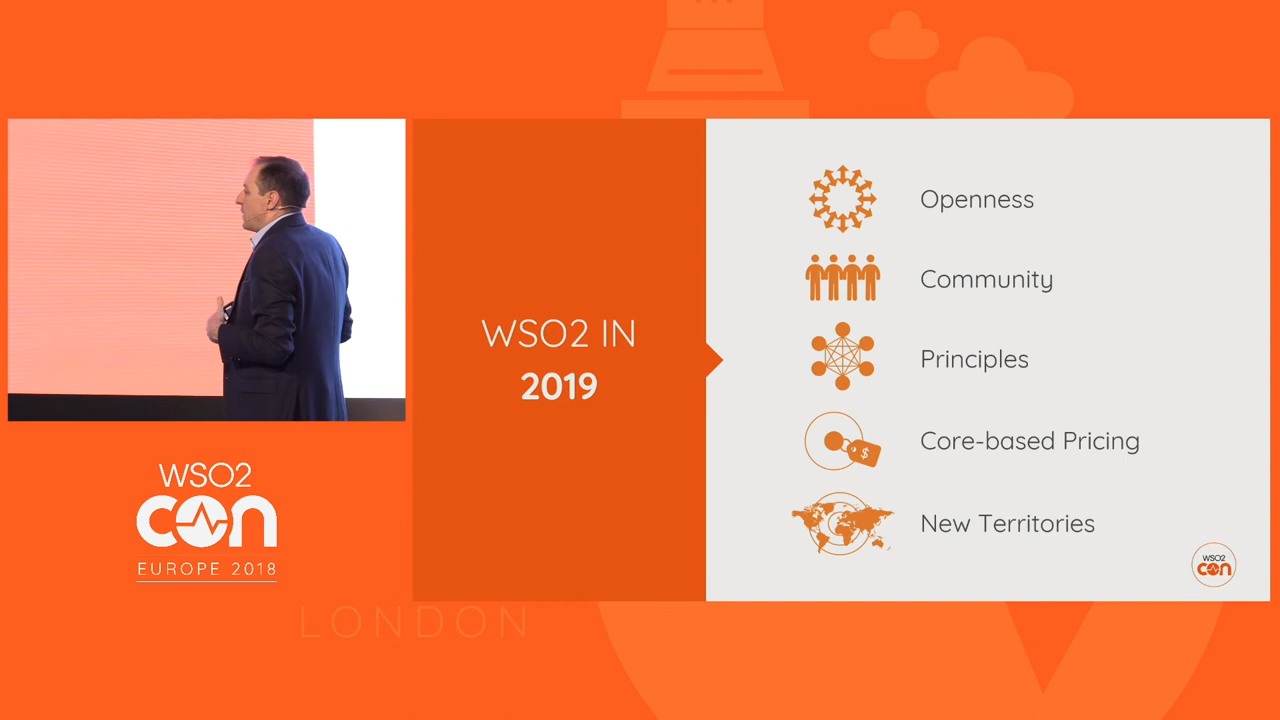 WSO2
con
EUROPE 2018
LONDON
WSO2 IN
2019
Openness
Community
Principles
$
Core-based Pricing
New Territories
WSO2
con